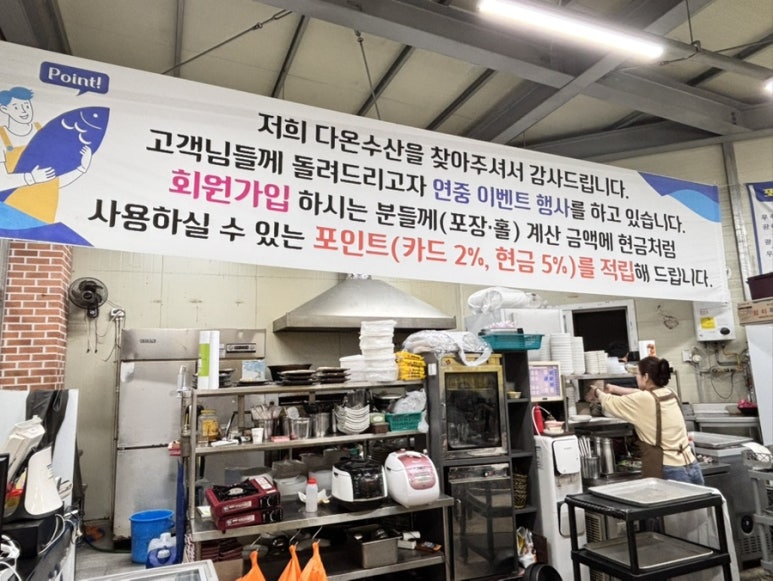 Point!
저희 다온수산을 찾아주셔서 감사드립니다.
고객님들께 돌려드리고자 연중 이벤트 행사를 하고 있습니다.
회원가입 하시는 분들께(포장·홀) 계산 금액에 현금처럼
사용하실 수 있는 포인트(카드 2%, 현금 5%)를 적립해 드립니다.